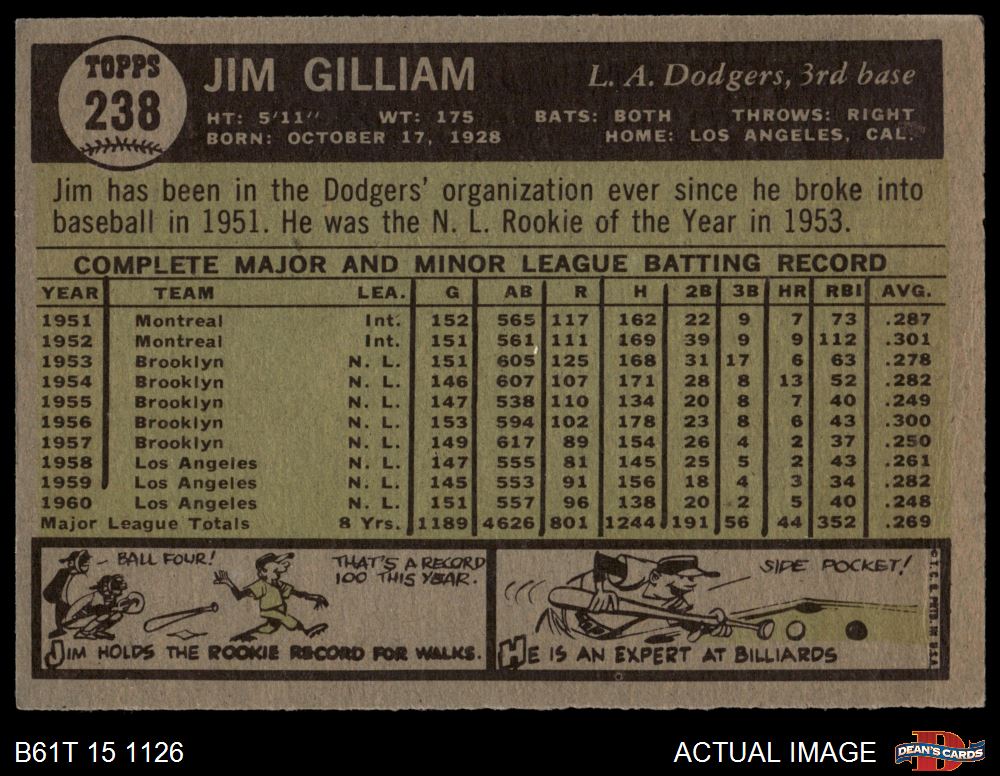 TOPPS
238
JIM GILLIAM
L. A. Dodgers, 3rd base
HT: 5'11" WT: 175 BATS: BOTH THROWS: RIGHT
BORN: OCTOBER 17, 1928 HOME: LOS ANGELES, CAL.
Jim has been in the Dodgers' organization ever since he broke into
baseball in 1951. He was the N. L. Rookie of the Year in 1953.
COMPLETE MAJOR AND MINOR LEAGUE BATTING RECORD
YEAR TEAM LEA. G AB R H 2B 3B HR RBI AVG.
1951 Montreal Int. 152 565 117 162 22 9 7 73 .287
1952 Montreal Int. 151 561 111 169 39 9 9 112 .301
1953 Brooklyn N. L. 151 605 125 168 31 17 6 63 .278
1954 Brooklyn N. L. 146 607 107 171 28 8 13 52 .282
1955 Brooklyn N. L. 147 538 110 134 20 8 7 40 .249
1956 Brooklyn N. L. 153 594 102 178 23 8 6 43 .300
1957 Brooklyn N. L. 149 617 89 154 26 4 2 37 .250
1958 Los Angeles N. L. 147 555 81 145 25 5 2 43 .261
1959 Los Angeles N. L. 145 553 91 156 18 4 3 34 .282
1960 Los Angeles N. L. 151 557 96 138 20 2 5 40 .248
Major League Totals 8 Yrs. 1189 4626 801 1244 191 56 44 352 .269
BALL FOUR!
THAT'S A RECORD
100 THIS YEAR.
JIM HOLDS THE ROOKIE RECORD FOR WALKS.
SIDE POCKET!
HE IS AN EXPERT AT BILLIARDS
© T. C. G. PRTD. IN U.S.A.
B61T 15 1126
ACTUAL IMAGE
DEAN'S CARDS